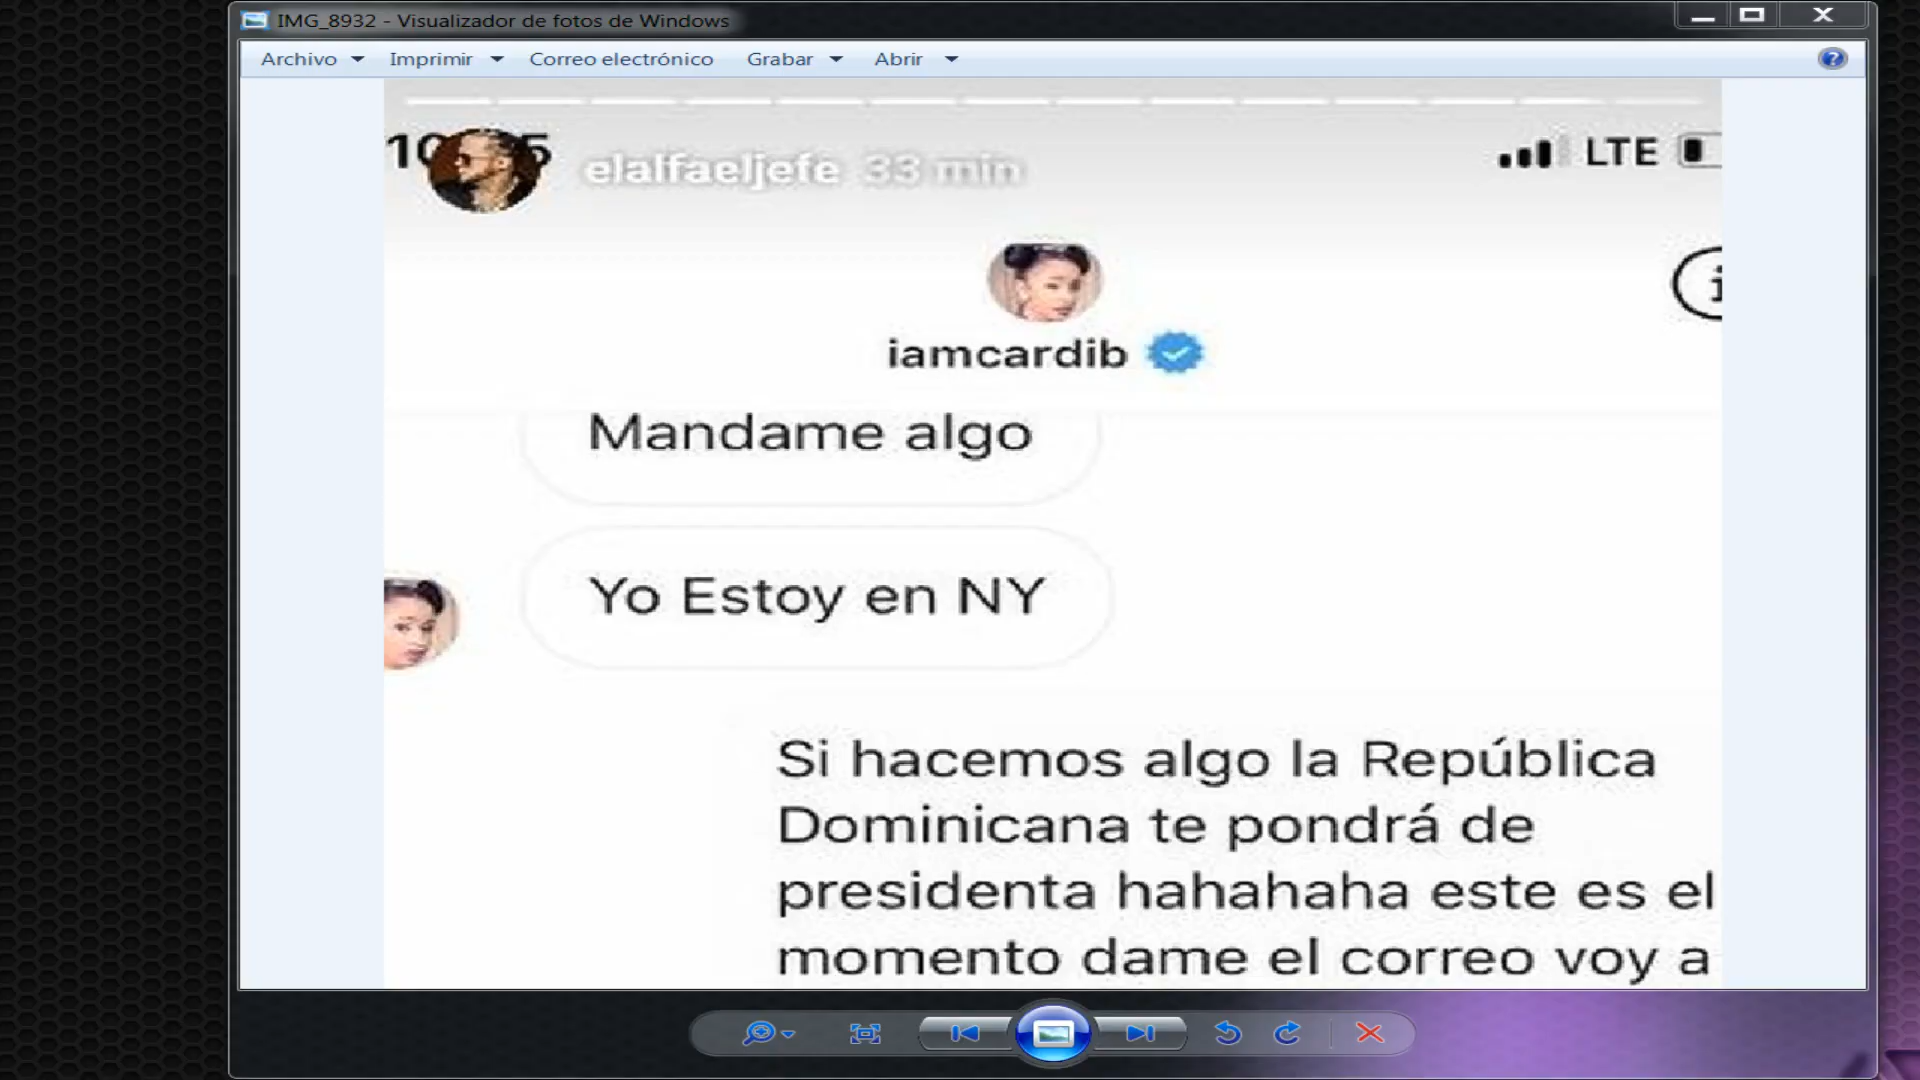 IMG_8932 - Visualizador de fotos de Windows
Archivo Imprimir Correo electrónico Grabar Abrir
elalfaeljefe 33 min
LTE
iamcardib
Mandame algo
Yo Estoy en NY
Si hacemos algo la República
Dominicana te pondrá de
presidenta hahahaha este es el
momento dame el correo voy a